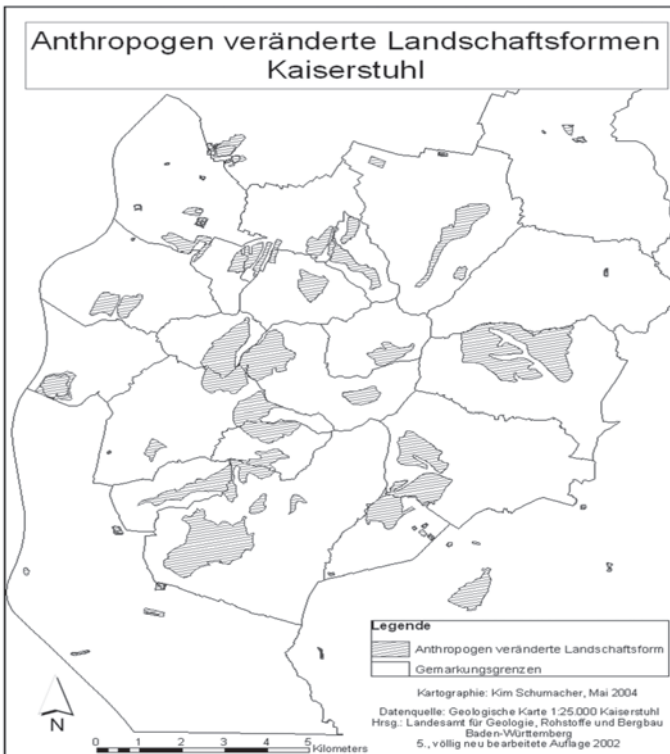 Anthropogen veränderte Landschaftsformen
Kaiserstuhl
Legende
Anthropogen veränderte Landschaftsform
Gemarkungsgrenzen
Kartographie: Kim Schumacher, Mai 2004
Datenquelle: Geologische Karte 1:25.000 Kaiserstuhl
Hrsg.: Landesamt für Geologie, Rohstoffe und Bergbau
Baden-Württemberg
5., völlig neu bearbeitete Auflage 2002
N
0 1 2 3 4 5
Kilometers